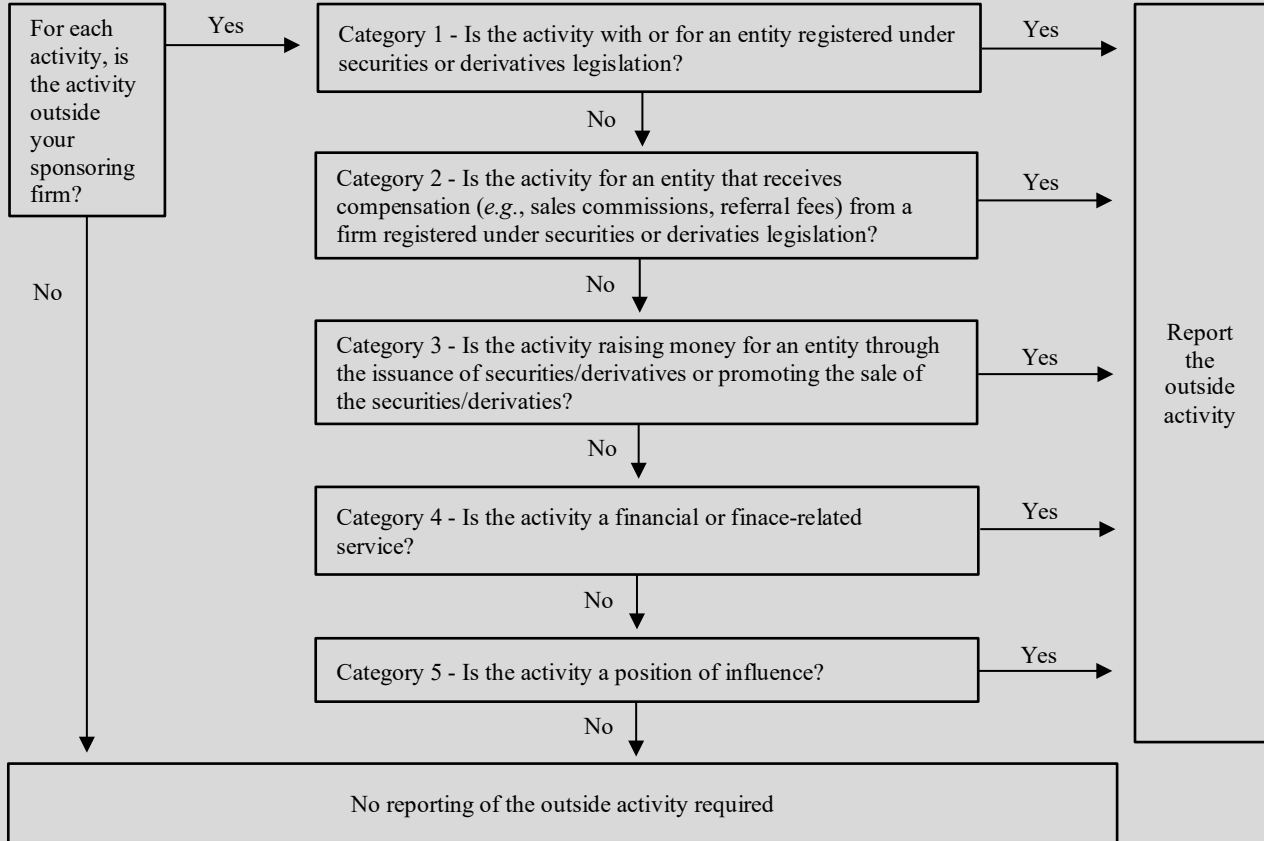 For each
activity, is
the activity
outside
your
sponsoring
firm?
Yes
Category 1 - Is the activity with or for an entity registered under
securities or derivatives legislation?
Yes
No
Category 2 - Is the activity for an entity that receives
compensation (e.g., sales commissions, referral fees) from a
firm registered under securities or derivaties legislation?
Yes
No
No
Category 3 - Is the activity raising money for an entity through
the issuance of securities/derivatives or promoting the sale of
the securities/derivaties?
Yes
Report
the
outside
activity
No
Category 4 - Is the activity a financial or finace-related
service?
Yes
No
Category 5 - Is the activity a position of influence?
Yes
No
No reporting of the outside activity required